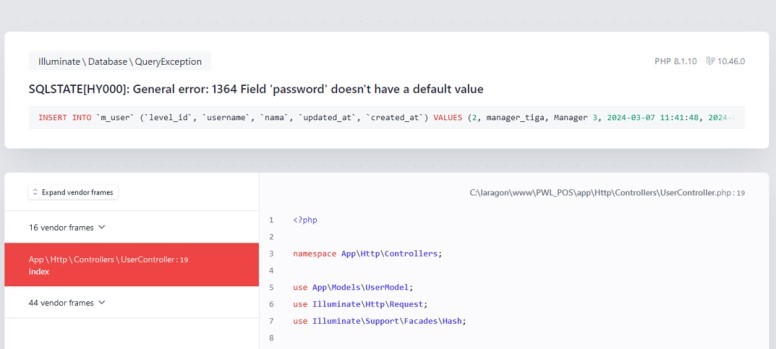 Illuminate\Database\QueryException
PHP 8.1.10 10.46.0
SQLSTATE[HY000]: General error: 1364 Field 'password' doesn't have a default value
INSERT INTO `m_user` (`level_id`, `username`, `nama`, `updated_at`, `created_at`) VALUES (2, manager_tiga, Manager 3, 2024-03-07 11:41:48, 2024-
Expand vendor frames
16 vendor frames
App\Http\Controllers\UserController:19
index
44 vendor frames
C:\laragon\www\PWL_POS\app\Http\Controllers\UserController.php:19
1 <?php
2
3 namespace App\Http\Controllers;
4
5 use App\Models\UserModel;
6 use Illuminate\Http\Request;
7 use Illuminate\Support\Facades\Hash;
8